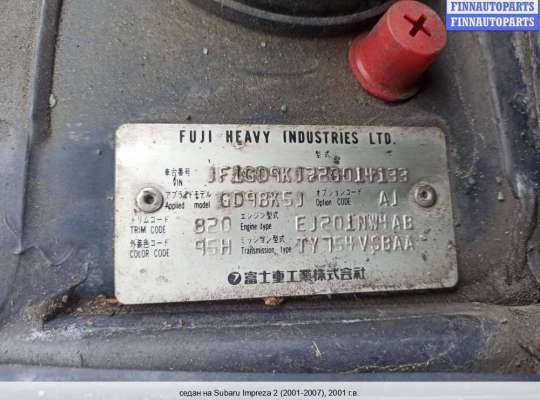 FINNAUTOPARTS
FINNAUTOPARTS
FUJI HEAVY INDUSTRIES LTD.
型式
車台番号
VIN
アプライドモデル オプションコード
Applied model GD9BK5J Option CODE AJ
トリムコード エンジン型式
TRIM CODE 820 Engine type EJ201NW4AB
外装色コード ミッション型式
COLOR CODE 95H Transmission type TY754VSBAA
富士重工業株式会社
седан на Subaru Impreza 2 (2001-2007), 2001 г.в.